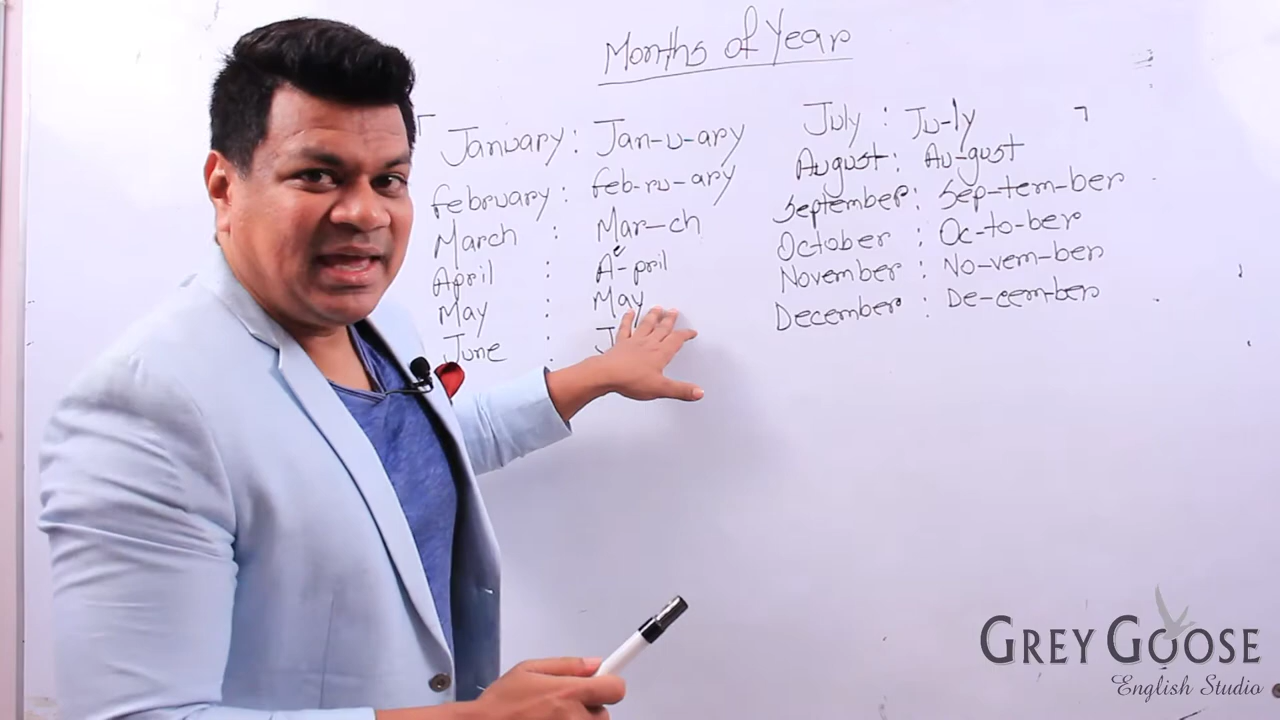 Months of Year
January : Jan-u-ary
February : Feb-ru-ary
March : Mar-ch
April : A-pril
May : May
June :
July : Ju-ly
August : Au-gust
September : Sep-tem-ber
October : Oc-to-ber
November : No-vem-ber
December : De-cem-ber
GREY GOOSE
English Studio